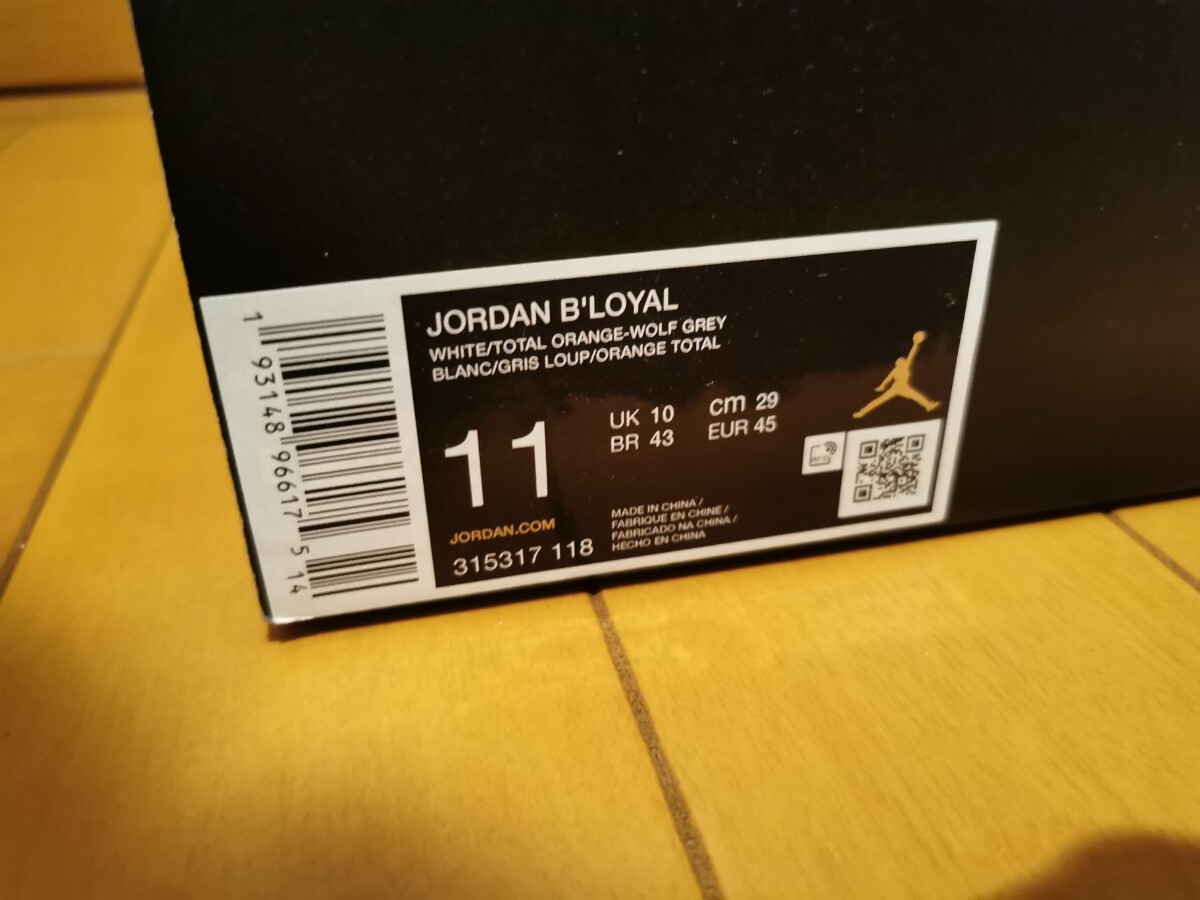 1 93148 96617 5 14
JORDAN B'LOYAL
WHITE/TOTAL ORANGE-WOLF GREY
BLANC/GRIS LOUP/ORANGE TOTAL
11
UK 10
BR 43
cm 29
EUR 45
JORDAN.COM
315317 118
MADE IN CHINA /
FABRIQUE EN CHINE /
FABRICADO NA CHINA /
HECHO EN CHINA
RFID